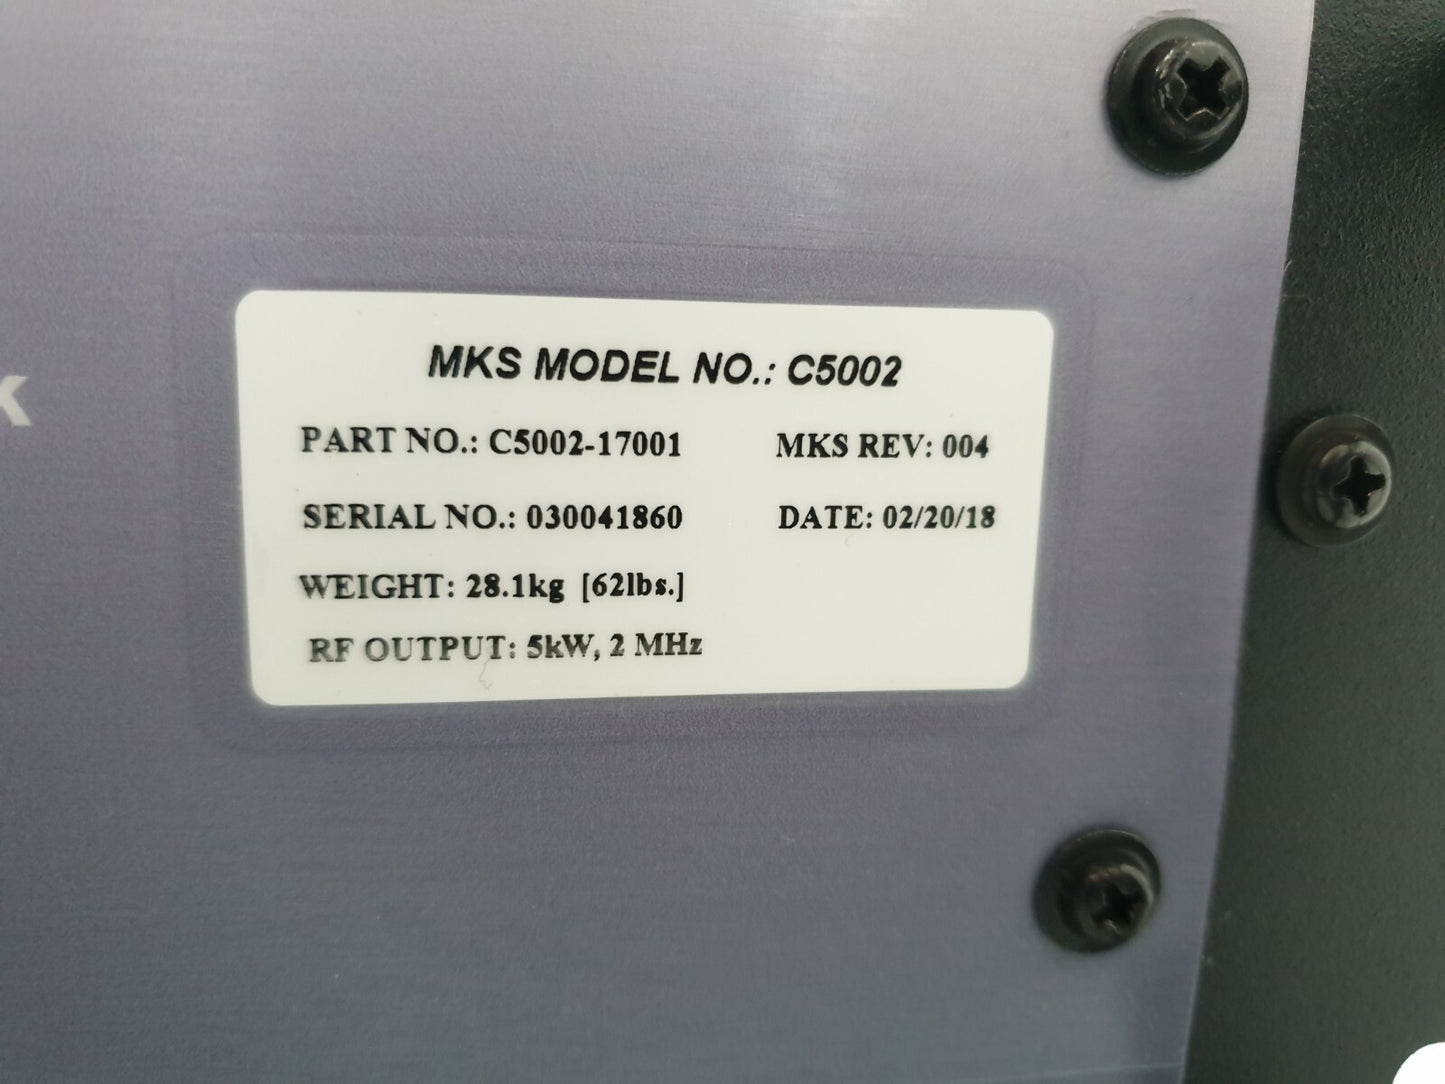 MKS MODEL NO.: C5002
PART NO.: C5002-17001 MKS REV: 004
SERIAL NO.: 030041860 DATE: 02/20/18
WEIGHT: 28.1kg [62lbs.]
RF OUTPUT: 5kW, 2 MHz